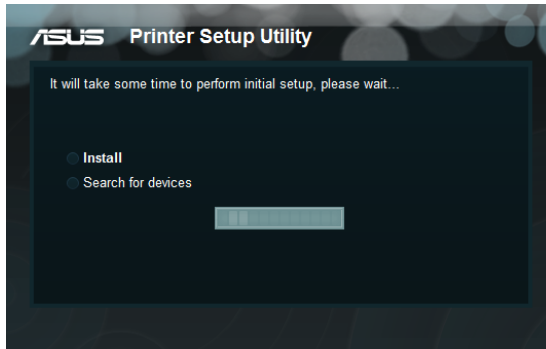 ASUS Printer Setup Utility
It will take some time to perform initial setup, please wait...
Install
Search for devices